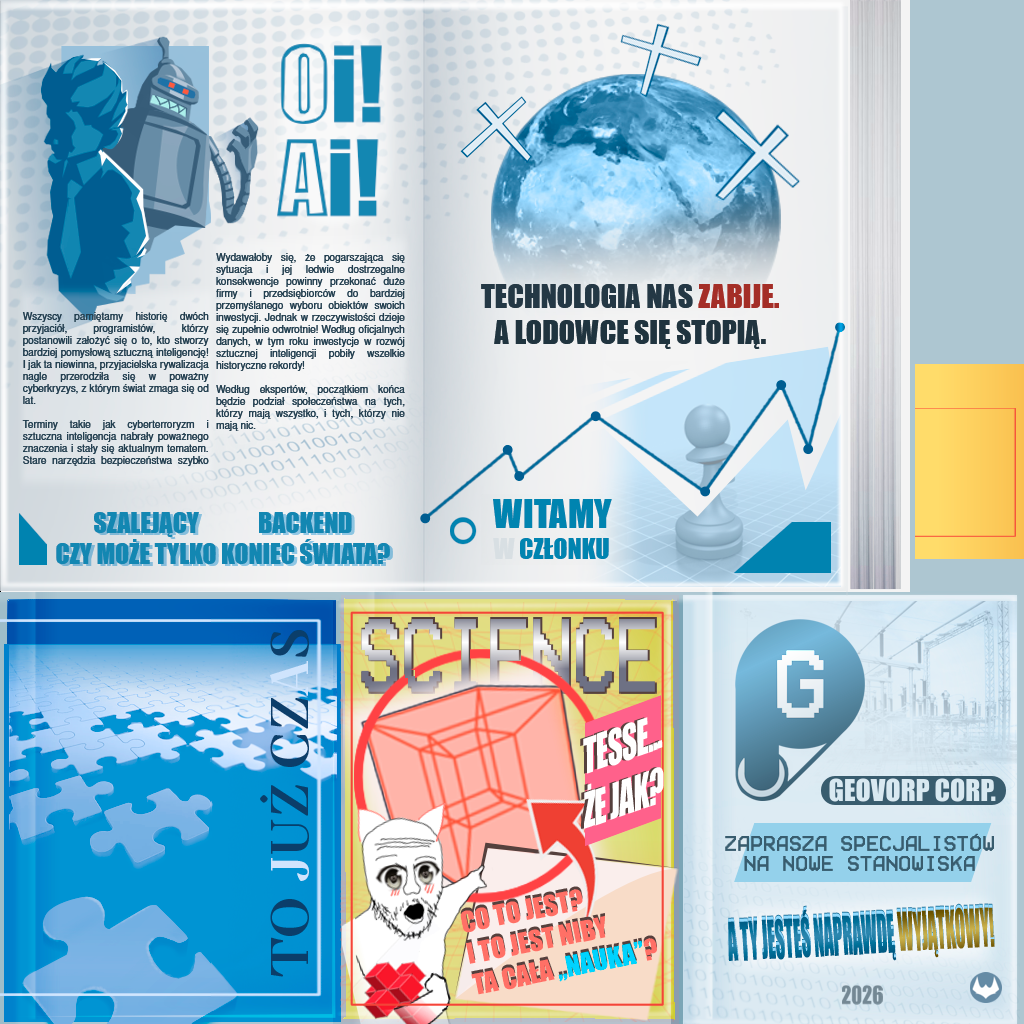 Oi!
Ai!
Wszyscy pamiętamy historię dwóch
przyjaciół, programistów, którzy
postanowili założyć się o to, kto stworzy
bardziej pomysłową sztuczną inteligencję!
I jak ta niewinna, przyjacielska rywalizacja
nagle przerodziła się w poważny
cyberkryzys, z którym świat zmaga się od
lat.
Terminy takie jak cyberterroryzm i
sztuczna inteligencja nabrały poważnego
znaczenia i stały się aktualnym tematem.
Stare narzędzia bezpieczeństwa szybko
Wydawałoby się, że pogarszająca się
sytuacja i jej ledwie dostrzegalne
konsekwencje powinny przekonać duże
firmy i przedsiębiorców do bardziej
przemyślanego wyboru obiektów swoich
inwestycji. Jednak w rzeczywistości dzieje
się zupełnie odwrotnie! Według oficjalnych
danych, w tym roku inwestycje w rozwój
sztucznej inteligencji pobiły wszelkie
historyczne rekordy!
Według ekspertów, początkiem końca
będzie podział społeczeństwa na tych,
którzy mają wszystko, i tych, którzy nie
mają nic.
SZALEJĄCY BACKEND
CZY MOŻE TYLKO KONIEC ŚWIATA?
TECHNOLOGIA NAS ZABIJE.
A LODOWCE SIĘ STOPIĄ.
WITAMY
W CZŁONKU
TO JUŻ CZAS
SCIENCE
TESSE...
ŻE JAK?
CO TO JEST?
I TO JEST NIBY
TA CAŁA „NAUKA"?
G
GEOVORP CORP.
ZAPRASZA SPECJALISTÓW
NA NOWE STANOWISKA
A TY JESTEŚ NAPRAWDĘ WYJĄTKOWY!
2026